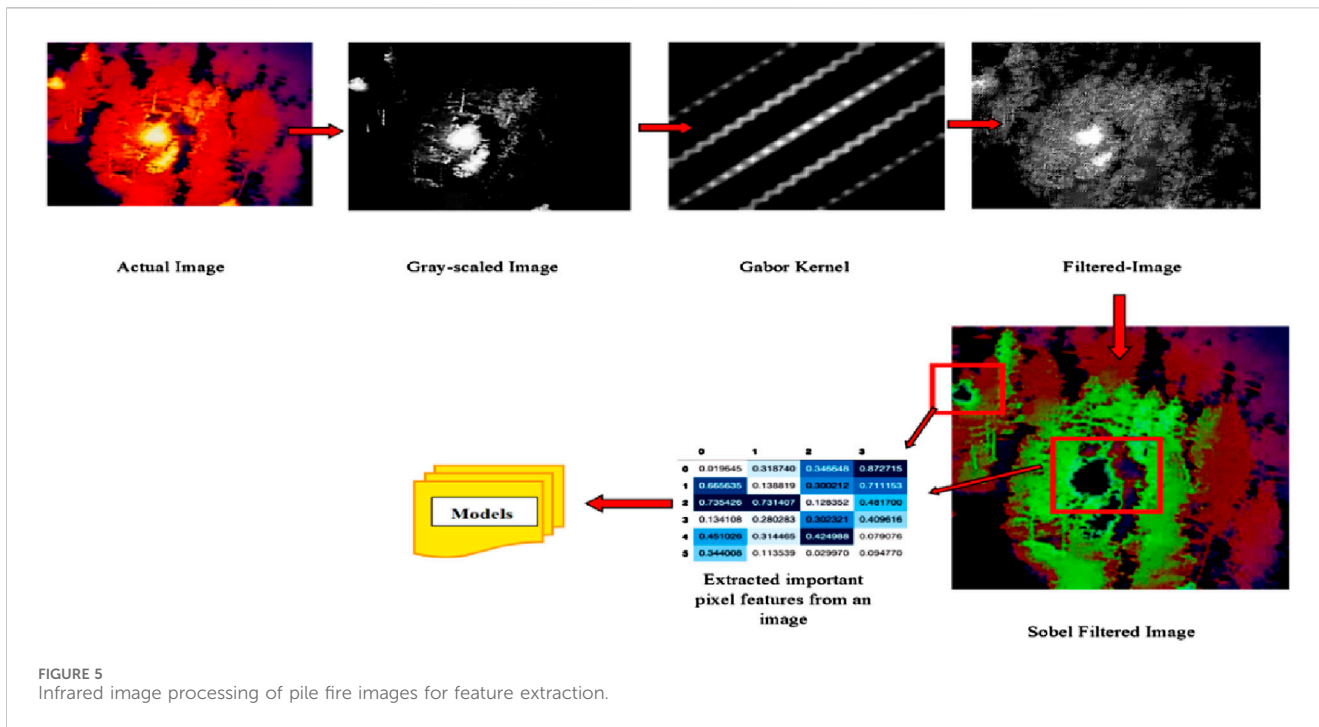 Actual Image
Gray-scaled Image
Gabor Kernel
Filtered-Image
0 1 2 3
0 0.019645 0.318740 0.346648 0.872715
1 0.665635 0.138819 0.300212 0.711153
2 0.735426 0.731407 0.128352 0.481700
3 0.134108 0.280283 0.302321 0.409616
4 0.451026 0.314465 0.424988 0.079076
5 0.344008 0.113539 0.029970 0.094770
Models
Extracted important
pixel features from an
image
Sobel Filtered Image
FIGURE 5
Infrared image processing of pile fire images for feature extraction.